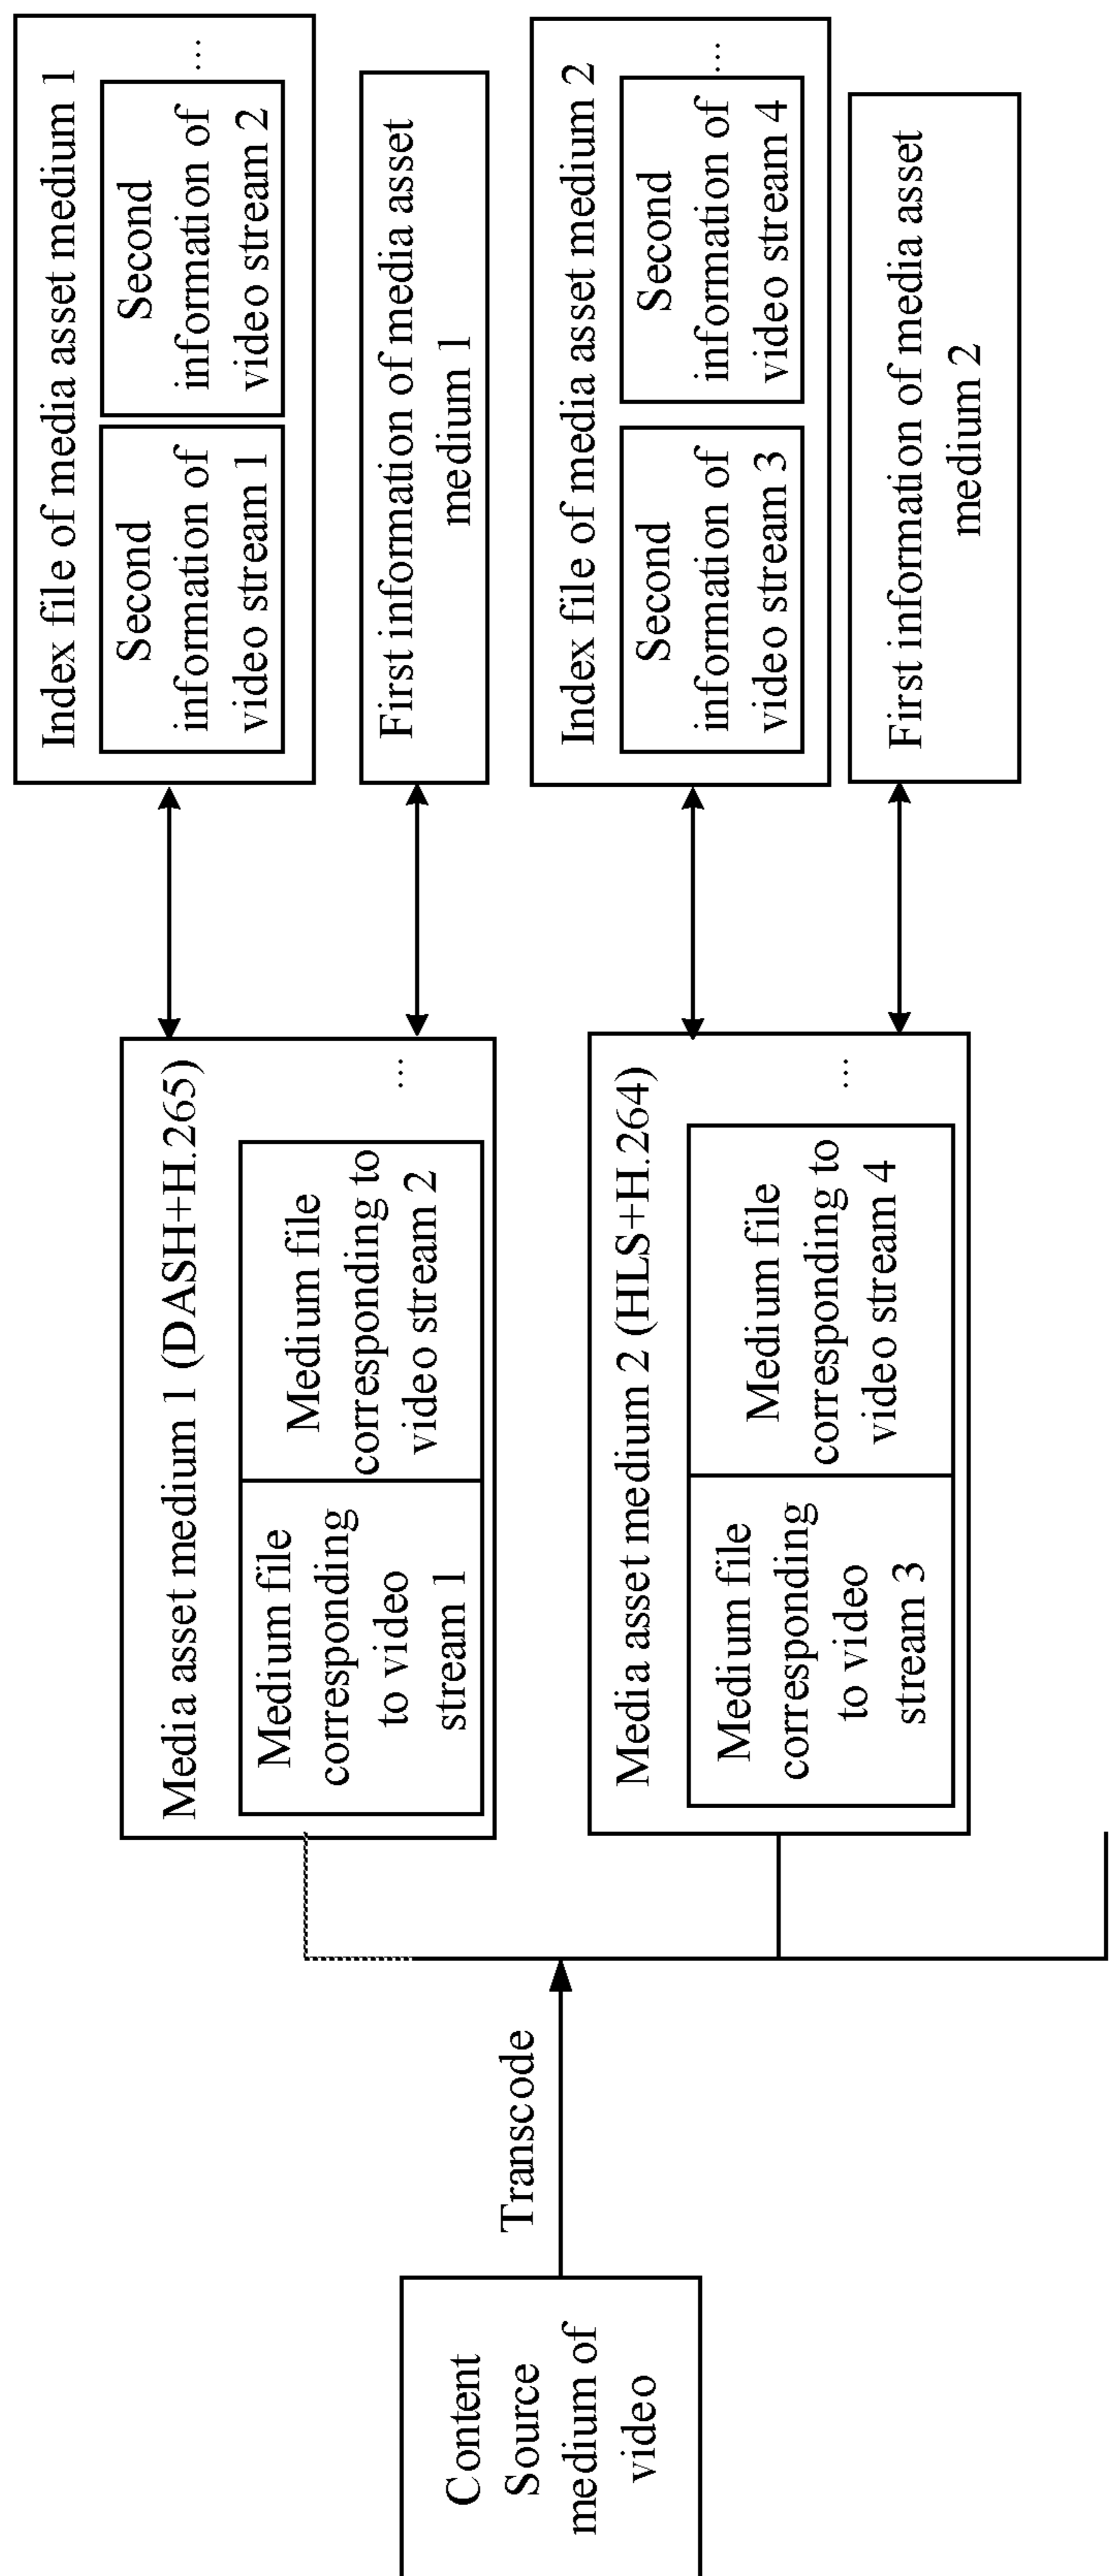 Content
Source
medium of
video
Transcode
Media asset medium 1 (DASH+H.265)
Medium file
corresponding
to video
stream 1
Medium file
corresponding to
video stream 2
...
Index file of media asset medium 1
Second
information of
video stream 1
Second
information of
video stream 2
...
First information of media asset
medium 1
Media asset medium 2 (HLS+H.264)
Medium file
corresponding
to video
stream 3
Medium file
corresponding to
video stream 4
...
Index file of media asset medium 2
Second
information of
video stream 3
Second
information of
video stream 4
...
First information of media asset
medium 2